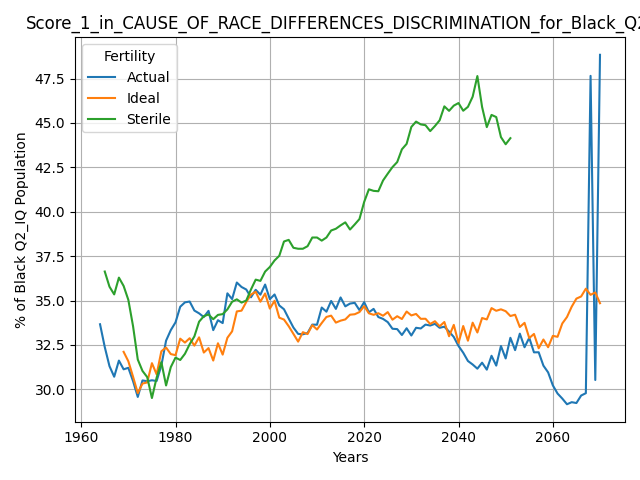 Score_1_in_CAUSE_OF_RACE_DIFFERENCES_DISCRIMINATION_for_Black_Q2
Fertility
Actual
Ideal
Sterile
% of Black Q2_IQ Population
47.5
45.0
42.5
40.0
37.5
35.0
32.5
30.0
1960 1980 2000 2020 2040 2060
Years